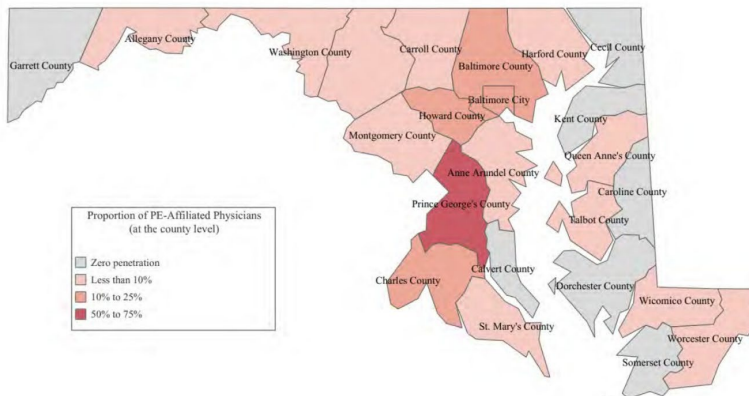 Garrett County
Allegany County
Washington County
Carroll County
Baltimore County
Harford County
Cecil County
Baltimore City
Howard County
Kent County
Montgomery County
Queen Anne's County
Anne Arundel County
Caroline County
Prince George's County
Talbot County
Calvert County
Charles County
Dorchester County
St. Mary's County
Wicomico County
Worcester County
Somerset County
Proportion of PE-Affiliated Physicians
(at the county level)
Zero penetration
Less than 10%
10% to 25%
50% to 75%